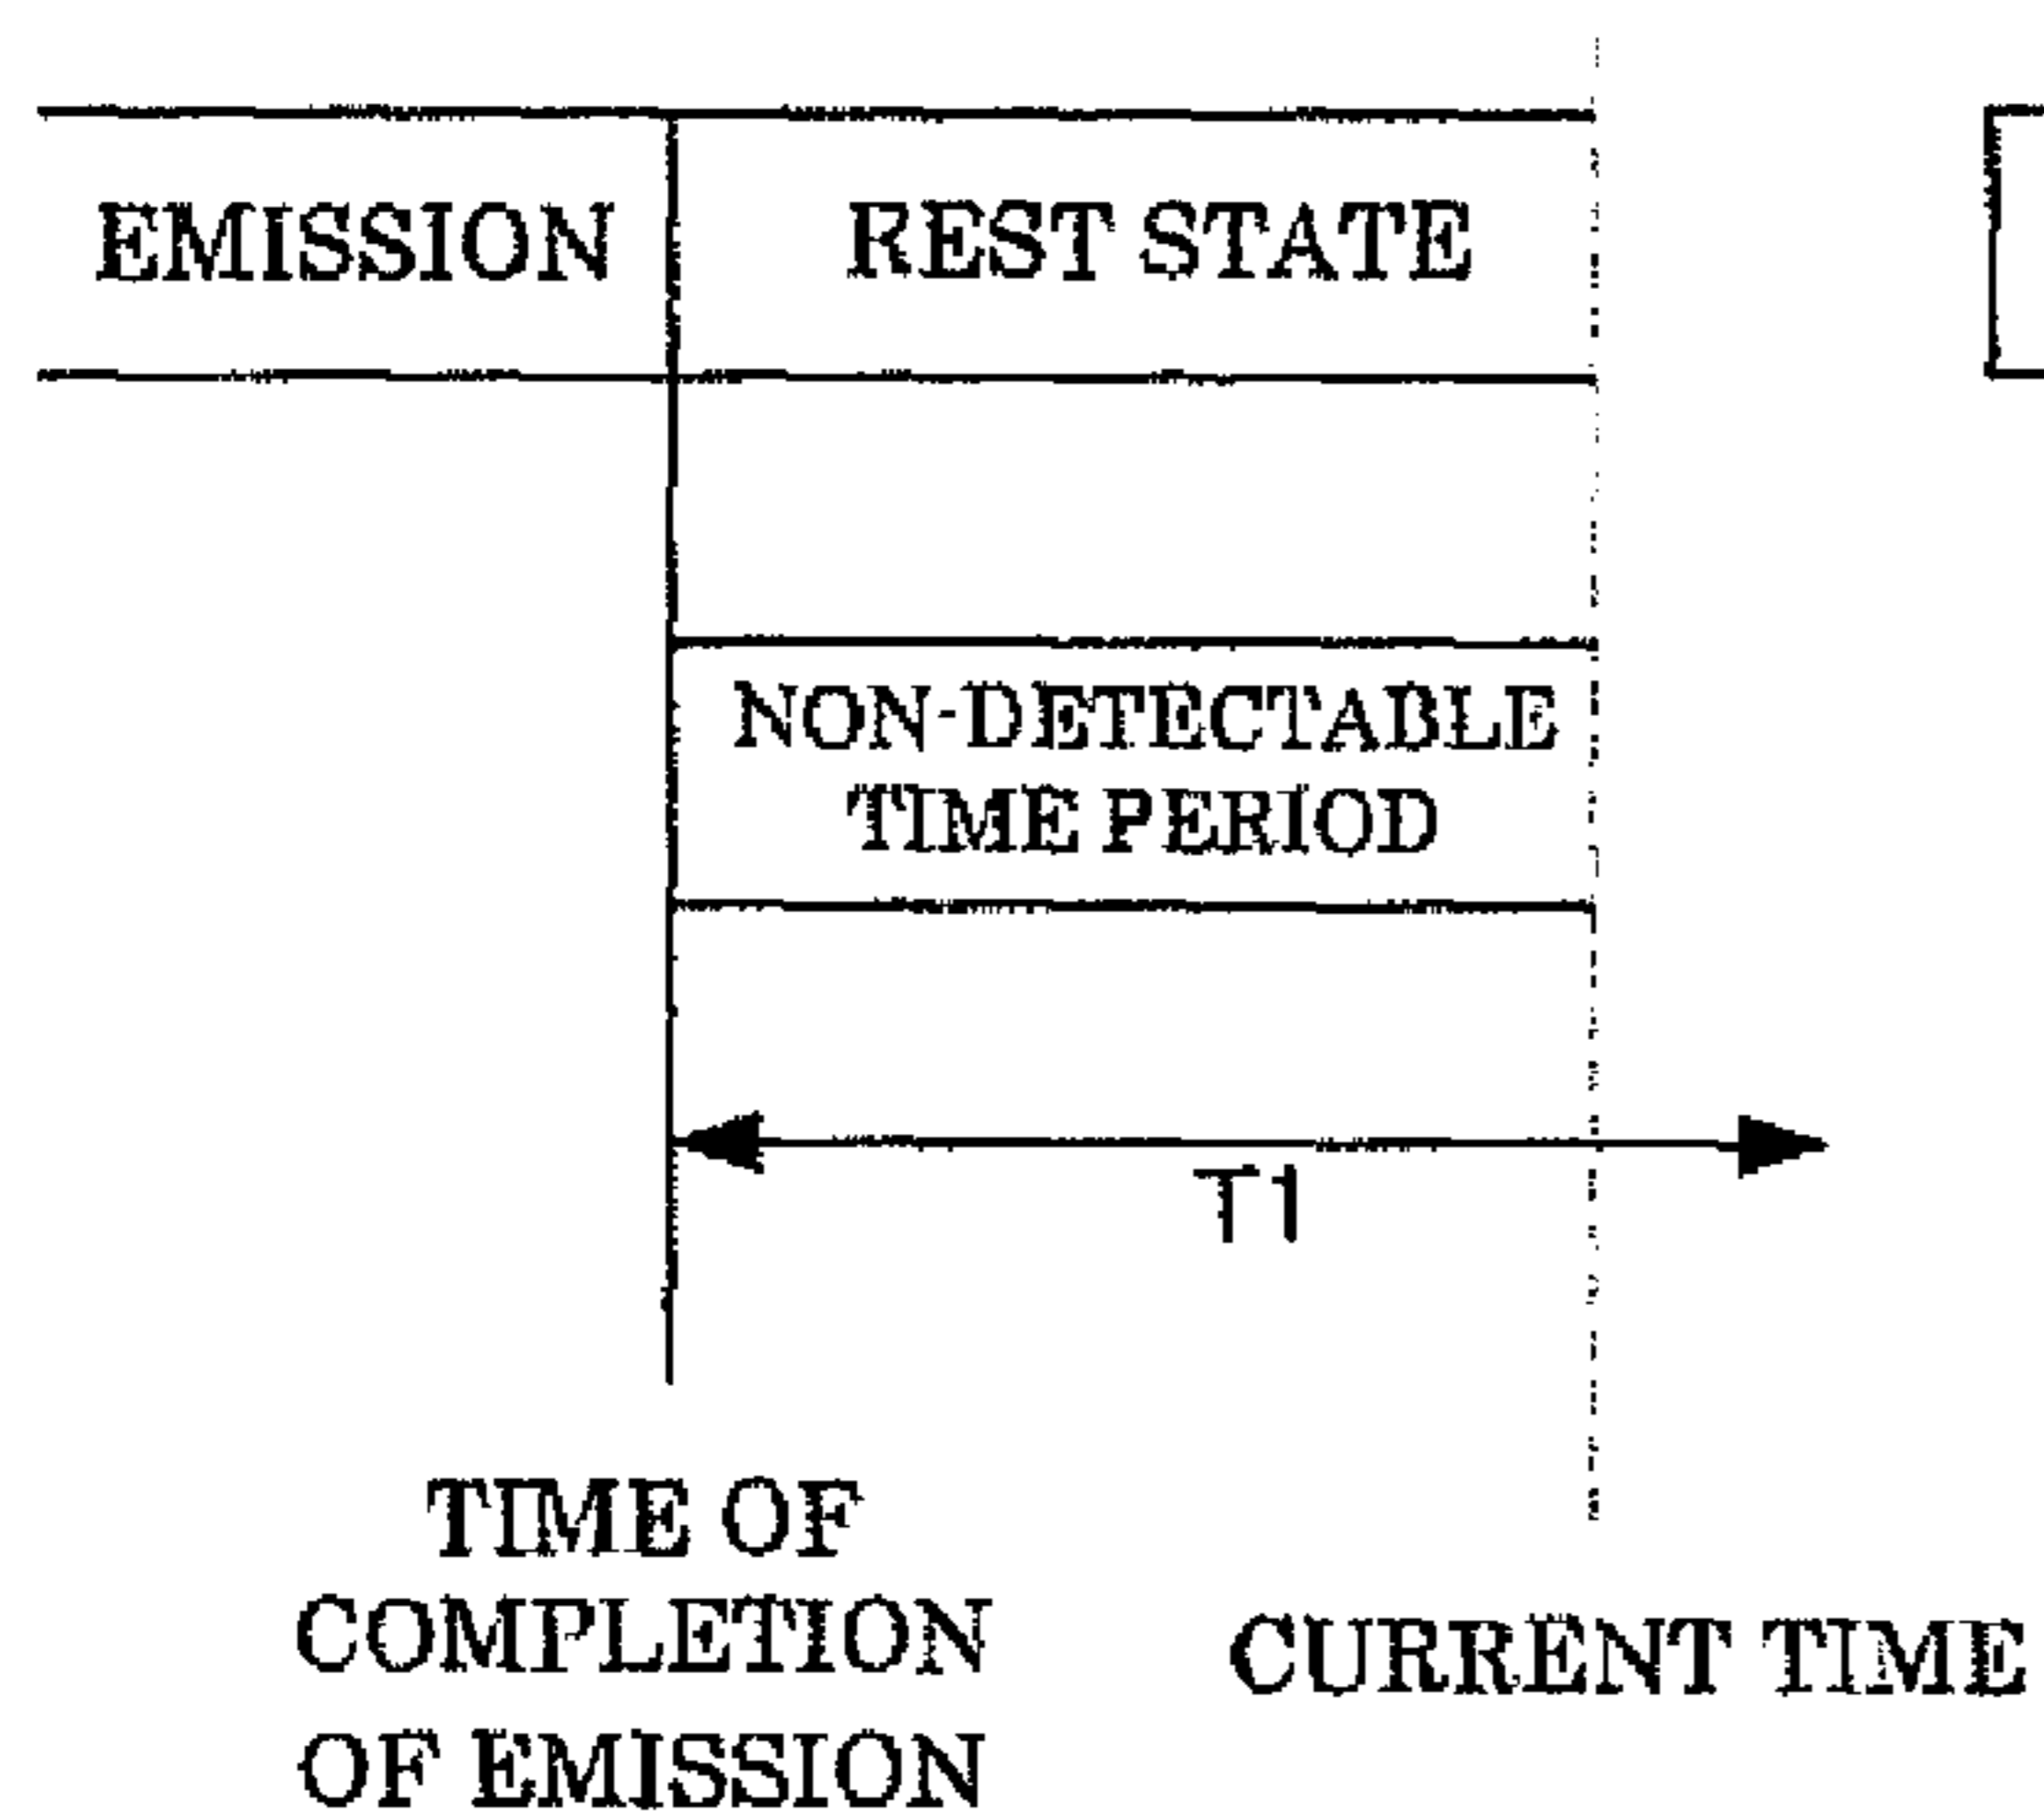 EMISSION
REST STATE
NON-DETECTABLE
TIME PERIOD
T1
TIME OF
COMPLETION
OF EMISSION
CURRENT TIME